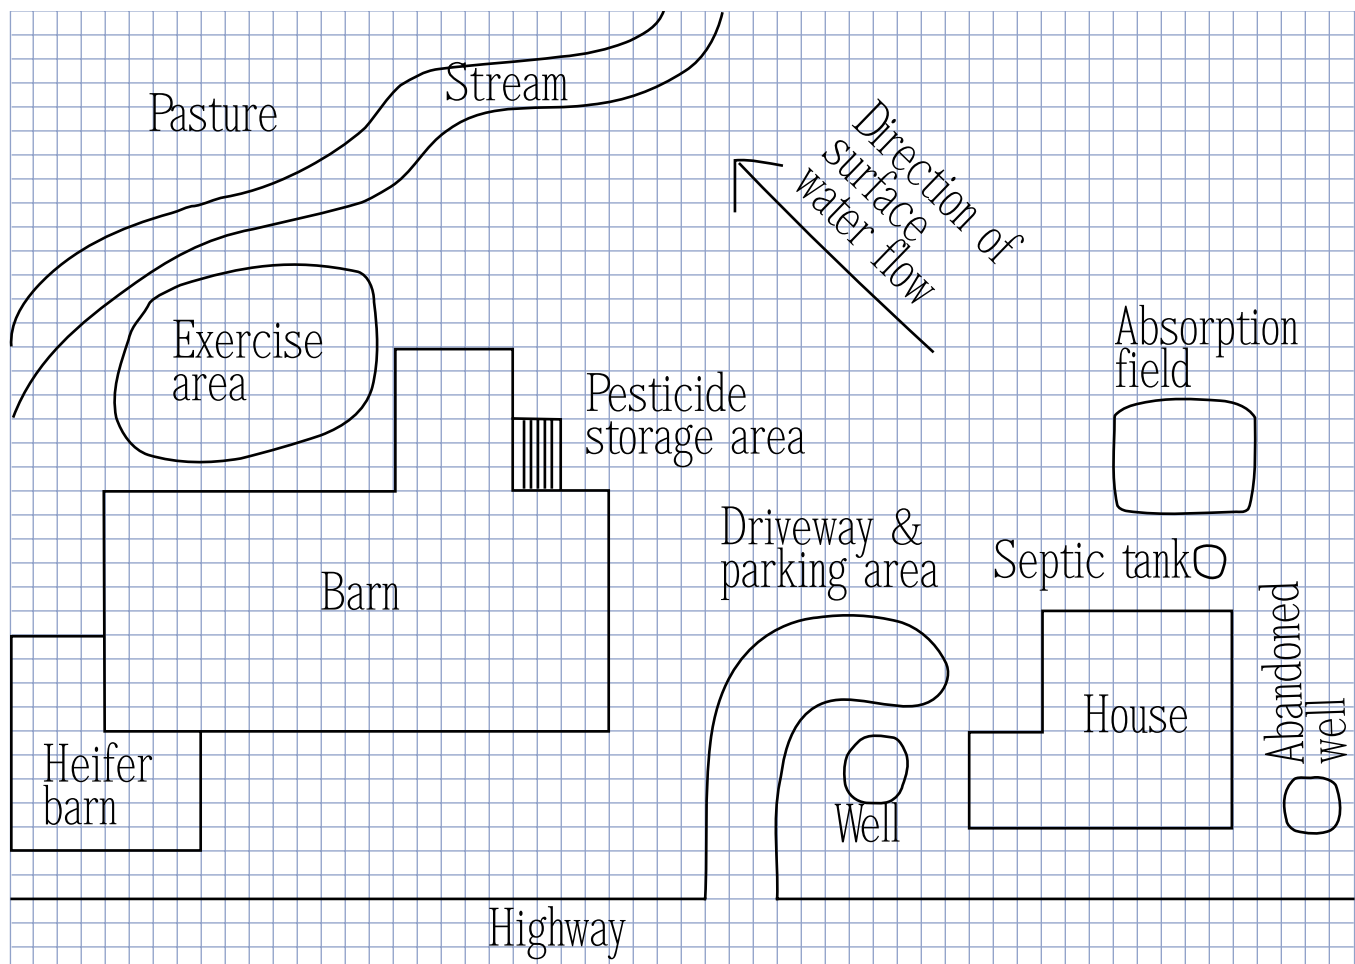 Stream
Pasture
Direction of
surface
water flow
Exercise
area
Absorption
field
Pesticide
storage area
Driveway &
parking area
Septic tank
Barn
Abandoned
well
House
Heifer
barn
Well
Highway